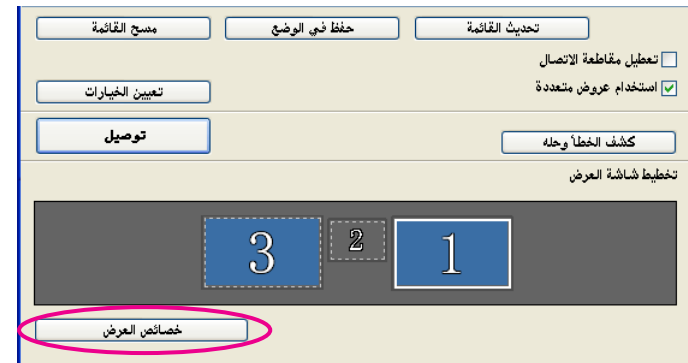 تحديث القائمة
حفظ في الوضع
مسح القائمة
تعطيل مقاطعة الاتصال
استخدام عروض متعددة
تعيين الخيارات
كشف الخطأ وحله
توصيل
تخطيط شاشة العرض
1
2
3
خصائص العرض